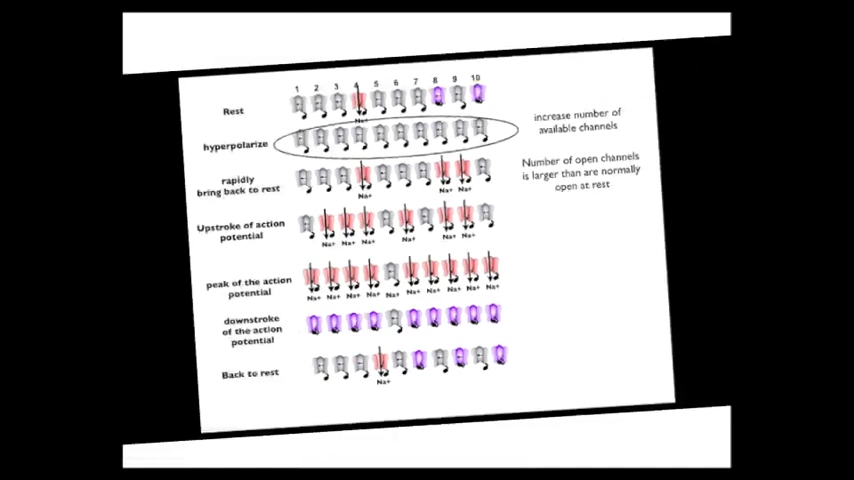 1 2 3 4 5 6 7 8 9 10
Rest
Na+
hyperpolarize
increase number of
available channels
rapidly
bring back to rest
Na+ Na+ Na+
Number of open channels
is larger than are normally
open at rest
Upstroke of action
potential
Na+ Na+ Na+ Na+ Na+ Na+
peak of the action
potential
Na+ Na+ Na+ Na+ Na+ Na+ Na+ Na+ Na+ Na+
downstroke
of the action
potential
Back to rest
Na+